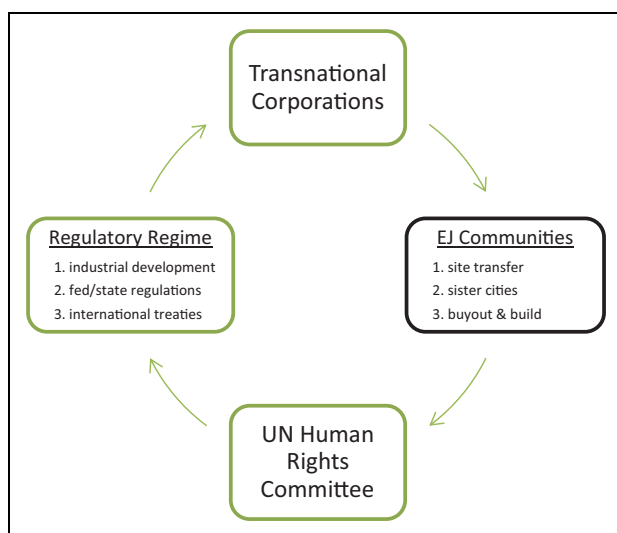 Transnational
Corporations
Regulatory Regime
1. industrial development
2. fed/state regulations
3. international treaties
EJ Communities
1. site transfer
2. sister cities
3. buyout & build
UN Human
Rights
Committee